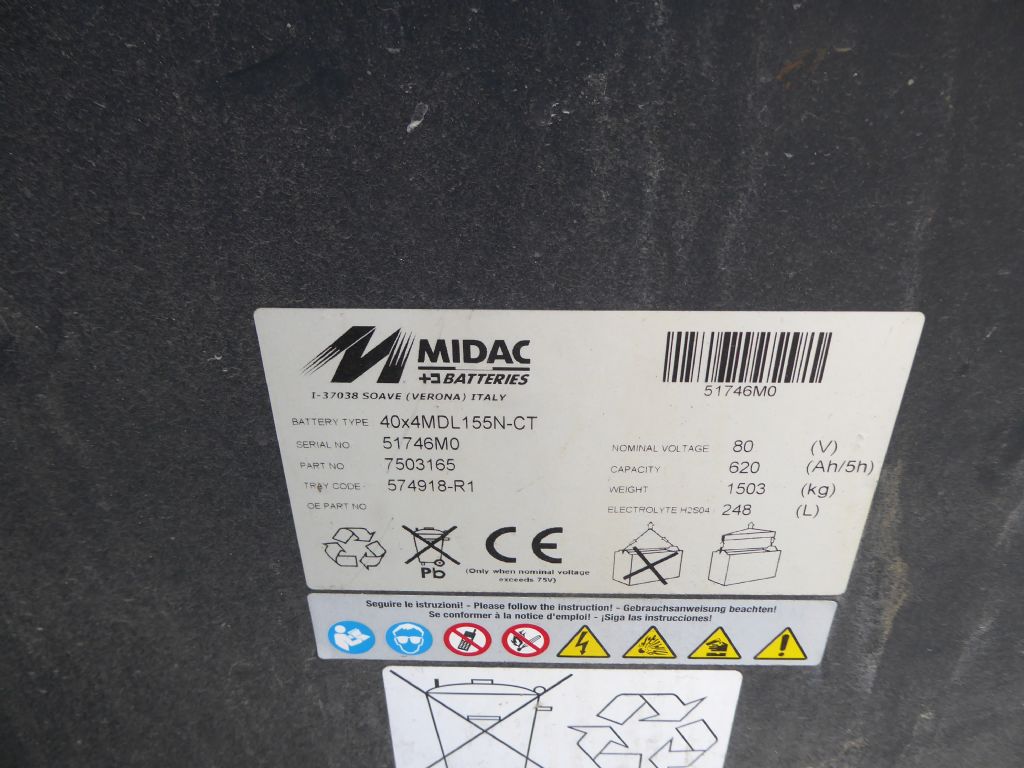 MIDAC
BATTERIES
I-37038 SOAVE (VERONA) ITALY
51746M0
BATTERY TYPE 40x4MDL155N-CT
SERIAL NO 51746M0
PART NO 7503165
TRAY CODE 574918-R1
OE PART NO
NOMINAL VOLTAGE 80 (V)
CAPACITY 620 (Ah/5h)
WEIGHT 1503 (kg)
ELECTROLYTE H2S04 248 (L)
Pb
CE
(Only when nominal voltage
exceeds 75V)
Seguire le istruzioni! - Please follow the instruction! - Gebrauchsanweisung beachten!
Se conformer à la notice d'emploi! - ¡Siga las instrucciones!